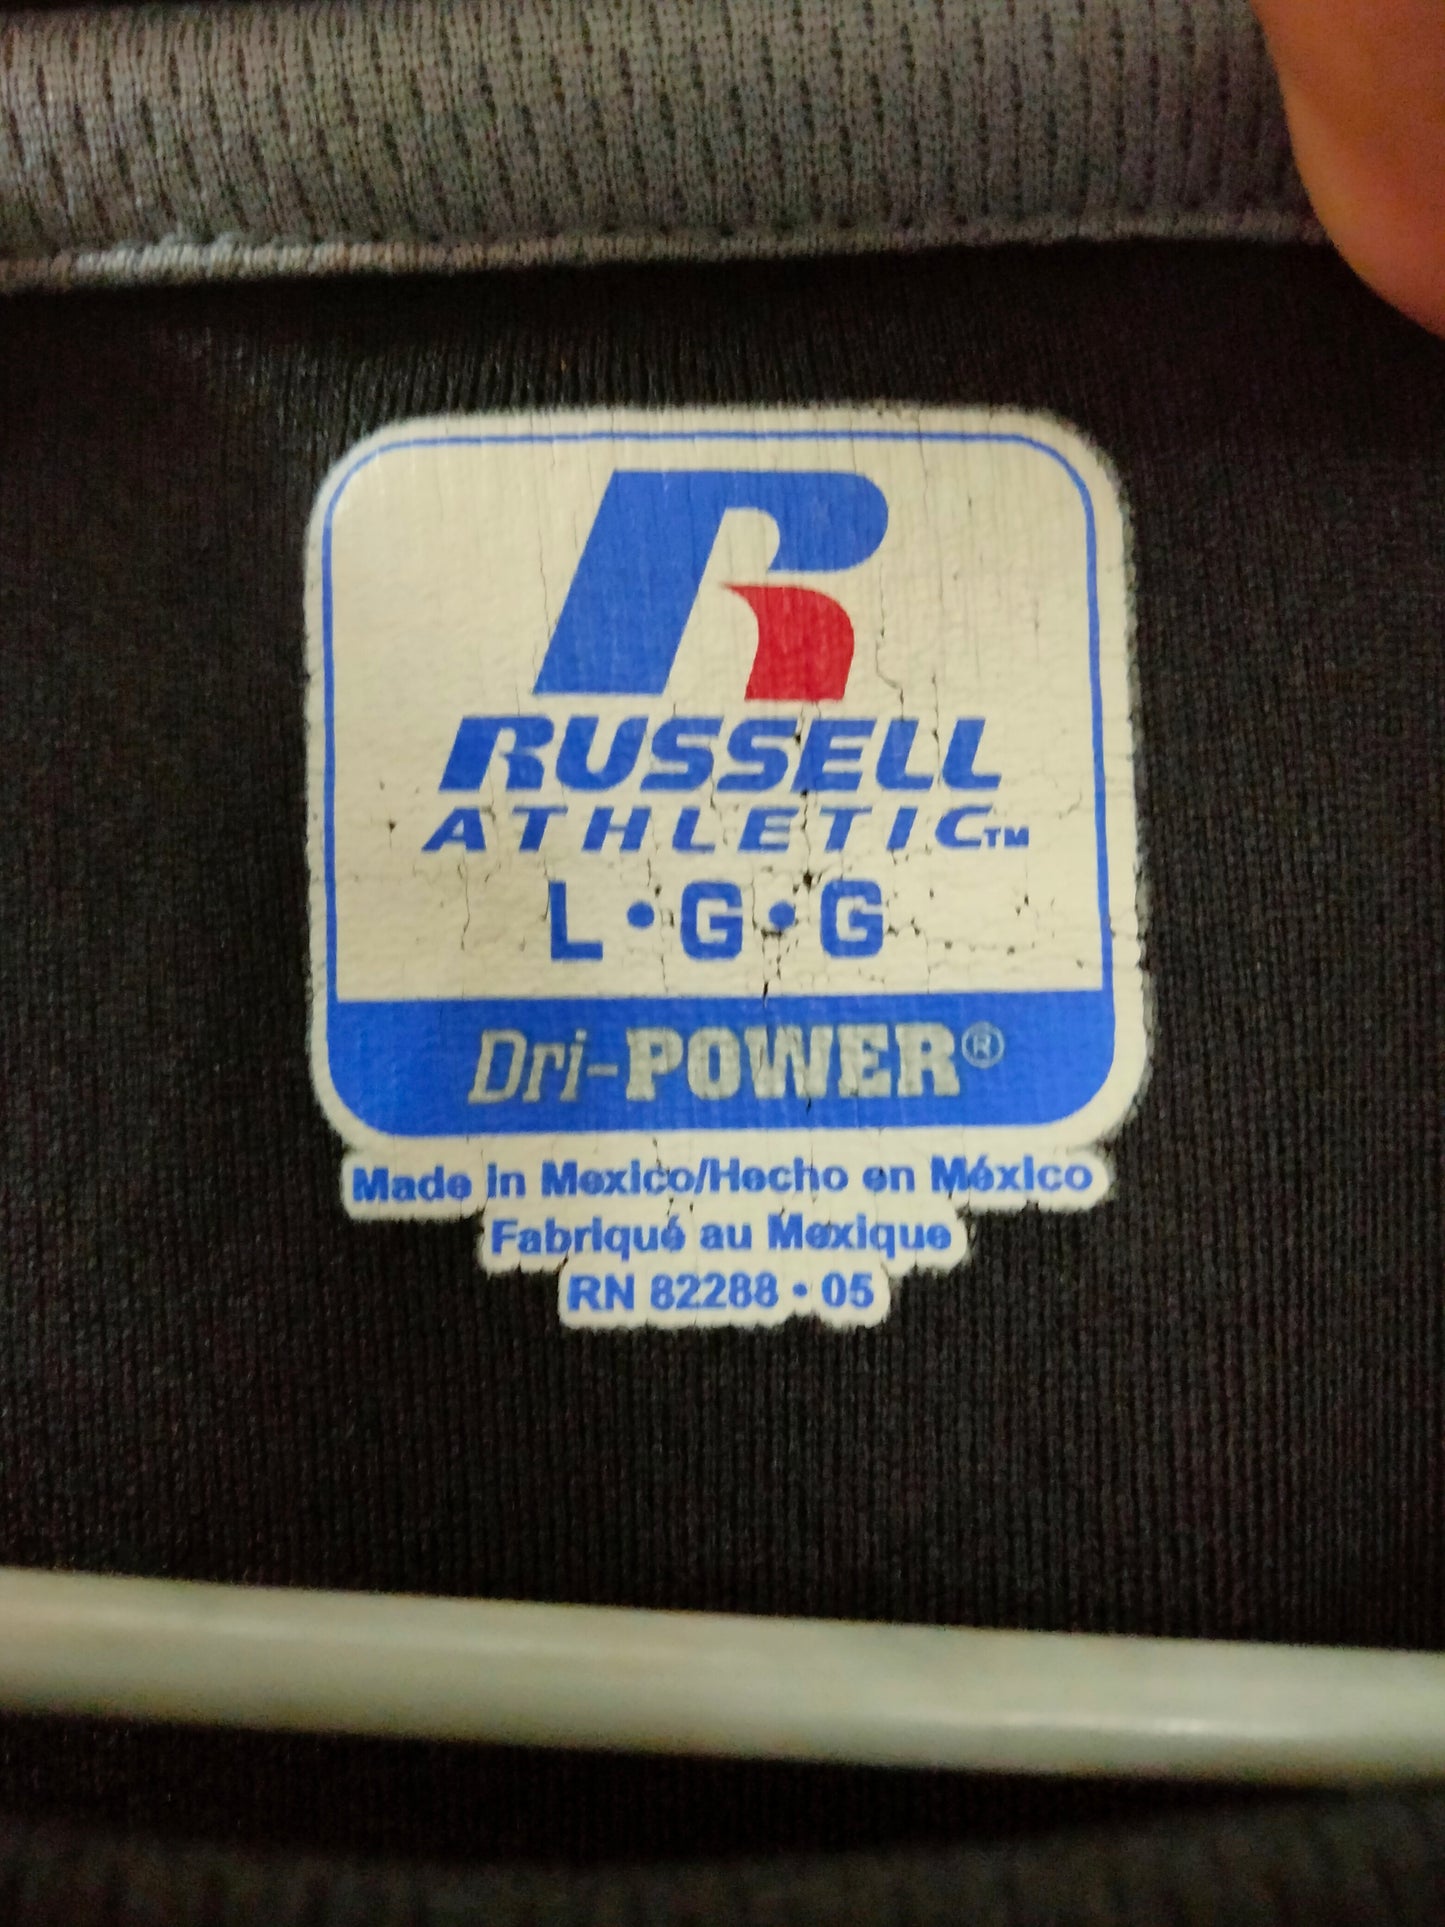 R
RUSSELL
ATHLETIC™
L•G•G
Dri-POWER®
Made in Mexico/Hecho en México
Fabriqué au Mexique
RN 82288 • 05